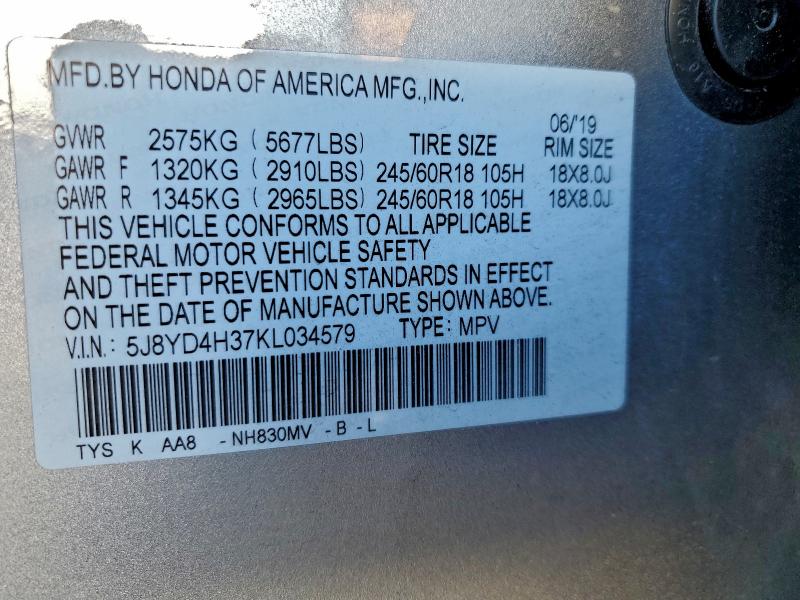 MFD.BY HONDA OF AMERICA MFG.,INC.
06/'19
GVWR 2575KG ( 5677LBS) TIRE SIZE RIM SIZE
GAWR F 1320KG ( 2910LBS) 245/60R18 105H 18X8.0J
GAWR R 1345KG ( 2965LBS) 245/60R18 105H 18X8.0J
THIS VEHICLE CONFORMS TO ALL APPLICABLE
FEDERAL MOTOR VEHICLE SAFETY
AND THEFT PREVENTION STANDARDS IN EFFECT
ON THE DATE OF MANUFACTURE SHOWN ABOVE.
V.I.N.: 5J8YD4H37KL034579 TYPE: MPV
TYS K AA8 -NH830MV -B -L